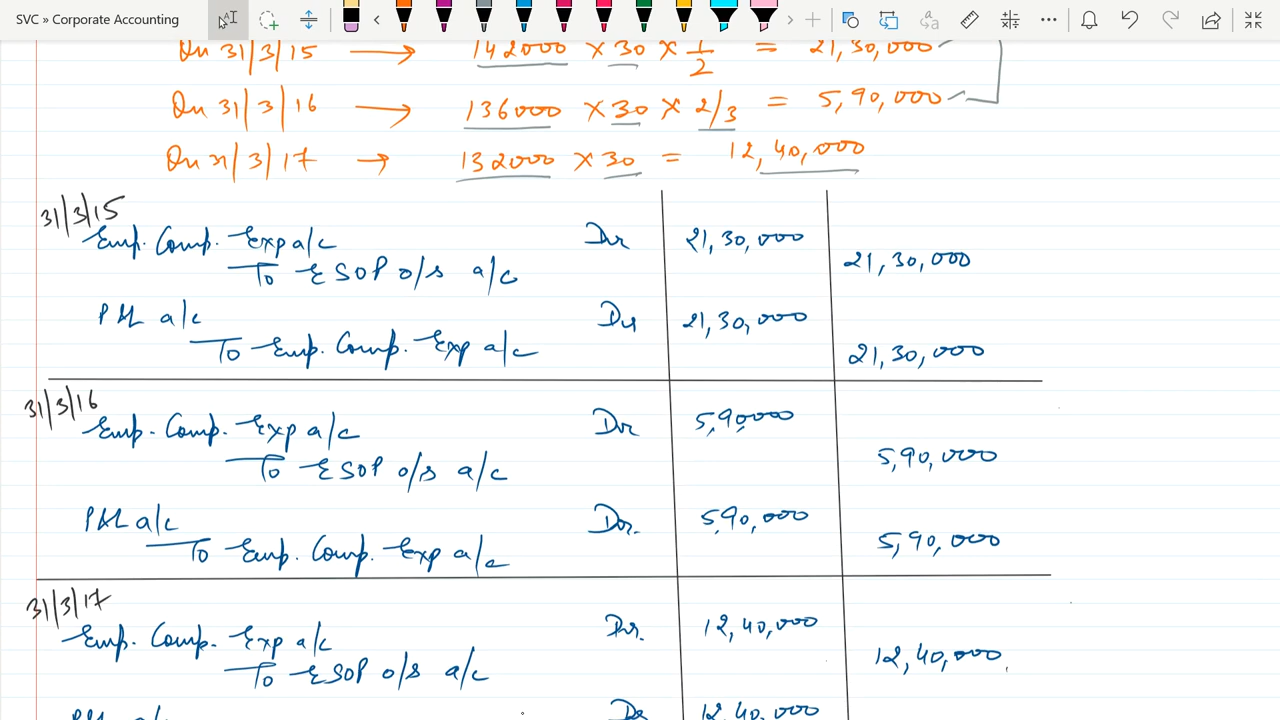 SVC » Corporate Accounting
On 31/3/15 → 142000 × 30 × 1/2 = 21,30,000
On 31/3/16 → 136000 × 30 × 2/3 = 5,90,000
On 31/3/17 → 132000 × 30 = 12,40,000
31/3/15
Emp. Comp. Exp a/c Dr 21,30,000
To ESOP o/s a/c 21,30,000
P&L a/c Dr 21,30,000
To Emp. Comp. Exp a/c 21,30,000
31/3/16
Emp. Comp. Exp a/c Dr 5,90,000
To ESOP o/s a/c 5,90,000
P&L a/c Dr. 5,90,000
To Emp. Comp. Exp a/c 5,90,000
31/3/17
Emp. Comp. Exp a/c Dr. 12,40,000
To ESOP o/s a/c 12,40,000
P&L a/c Dr 12,40,000